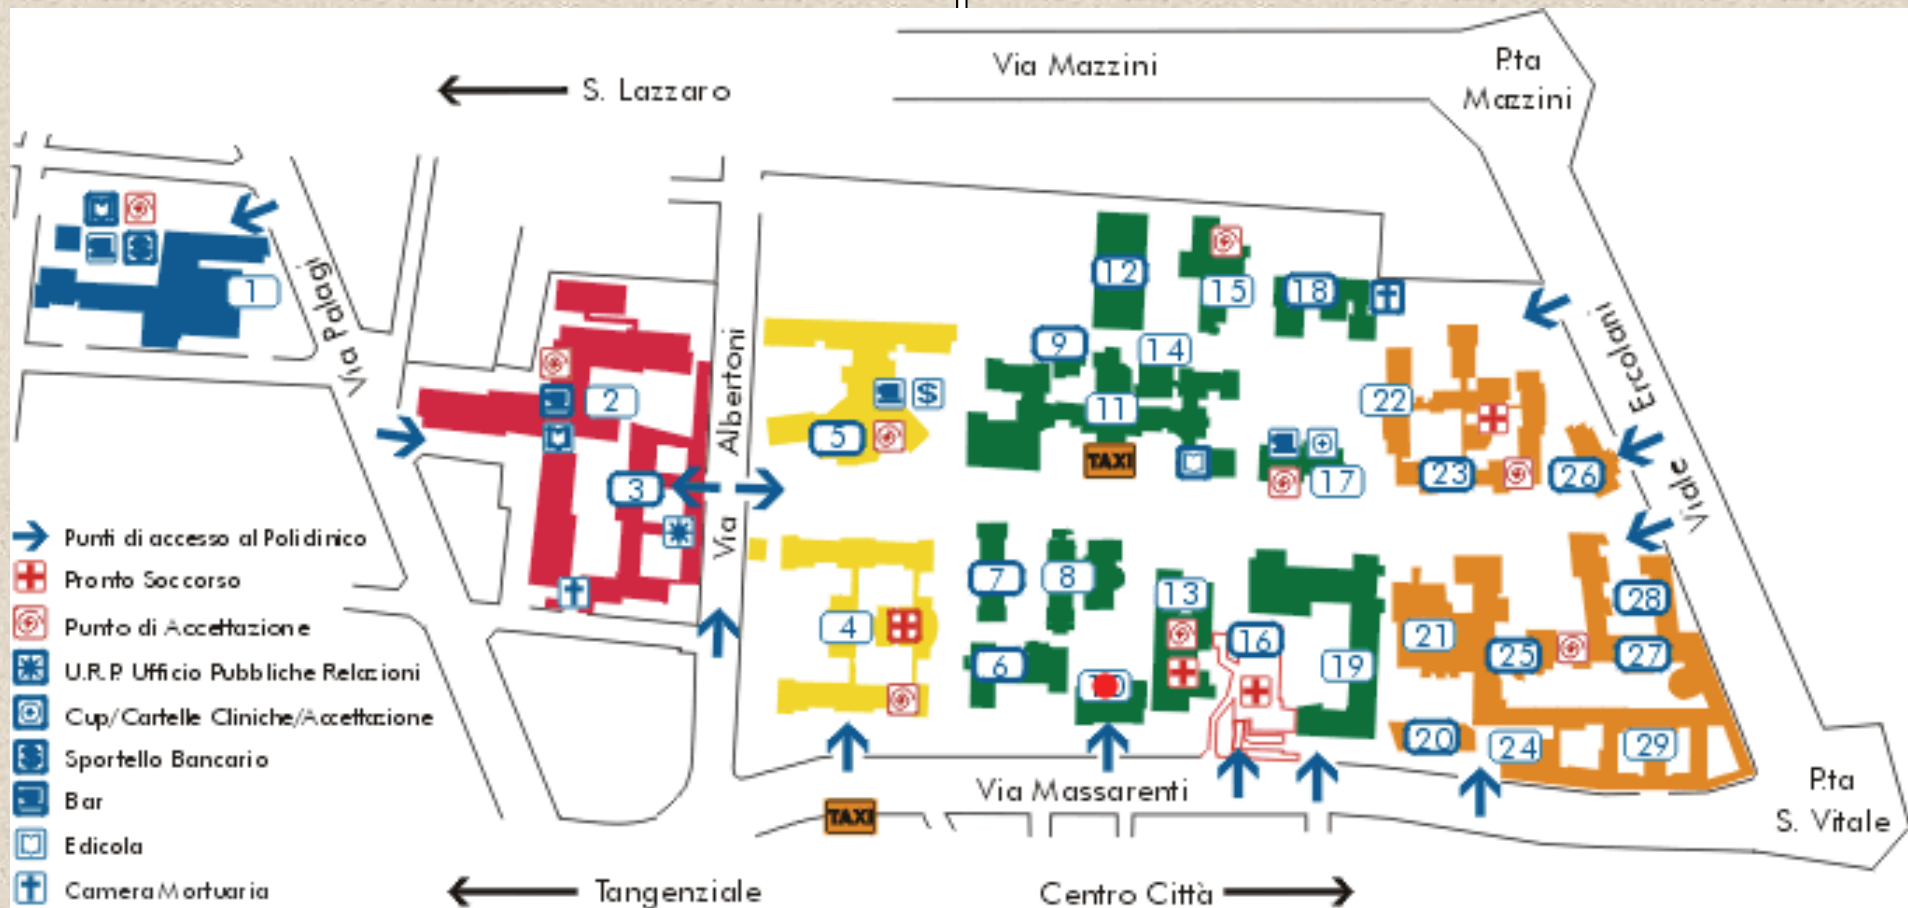 Via Mazzini
P.ta
Mazzini
S. Lazzaro
Via Palagi
Via Albertoni
Viale Ercolani
1
2
3
4
5
6
7
8
9
11
12
13
14
15
16
17
18
19
20
21
22
23
24
25
26
27
28
29
TAXI
$
Punti di accesso al Policlinico
Pronto Soccorso
Punto di Accettazione
U.R.P. Ufficio Pubbliche Relazioni
Cup/Cartelle Cliniche/Accettazione
Sportello Bancario
Bar
Edicola
Camera Mortuaria
Via Massarenti
TAXI
P.ta
S. Vitale
Tangenziale
Centro Città